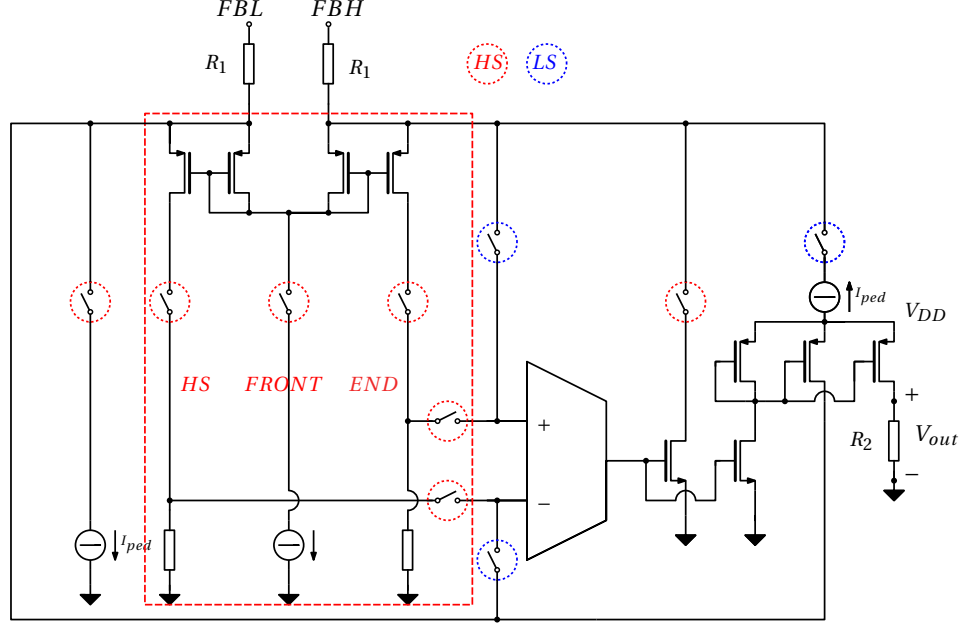 FBL FBH
R1 R1 HS LS
Iped VDD
HS FRONT END
+ +
R2 Vout
− −
Iped